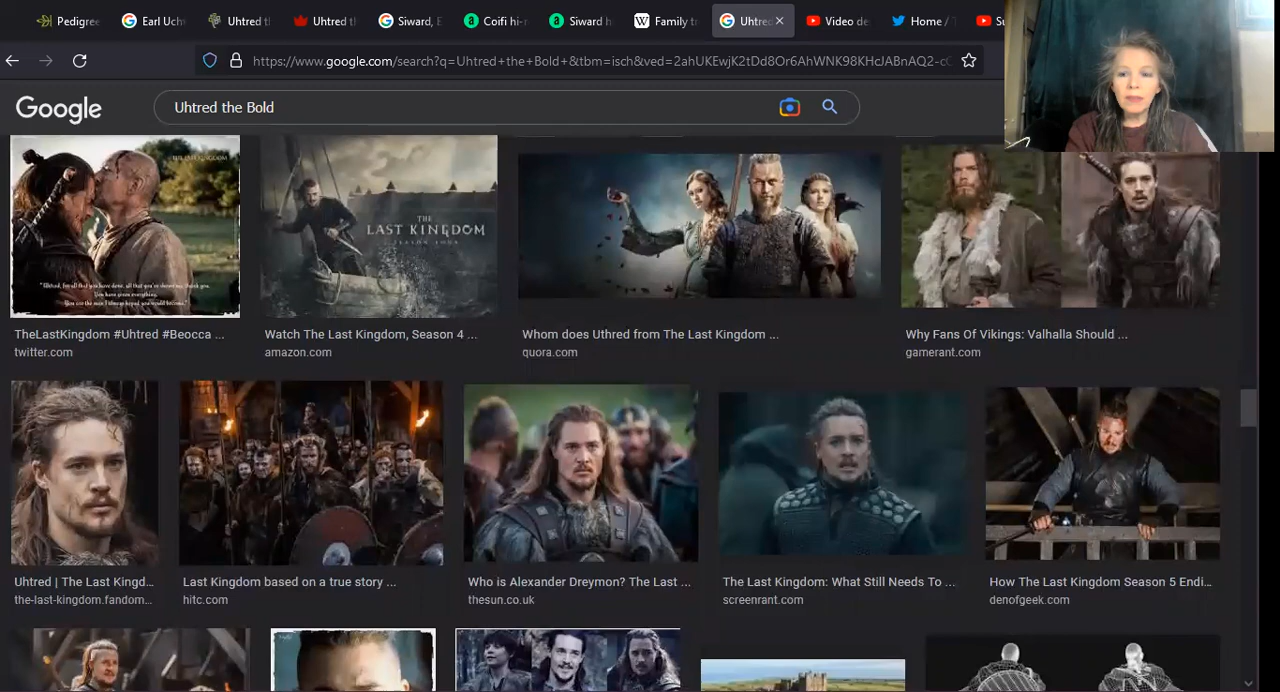 Pedigree
Earl Uch
Uhtred t
Uhtred t
Siward, E
Coifi hi-r
Siward h
Family tr
Uhtred
Video de
Home / T
https://www.google.com/search?q=Uhtred+the+Bold+&tbm=isch&ved=
Google
Uhtred the Bold
THE
LAST KINGDOM
SEASON FOUR
TheLastKingdom #Uhtred #Beocca ...
Watch The Last Kingdom, Season 4 ...
Whom does Uthred from The Last Kingdom ...
Why Fans Of Vikings: Valhalla Should ...
twitter.com
amazon.com
quora.com
gamerant.com
Uhtred | The Last Kingd...
Last Kingdom based on a true story ...
Who is Alexander Dreymon? The Last ...
The Last Kingdom: What Still Needs To ...
How The Last Kingdom Season 5 Endi...
the-last-kingdom.fandom...
hitc.com
thesun.co.uk
screenrant.com
denofgeek.com